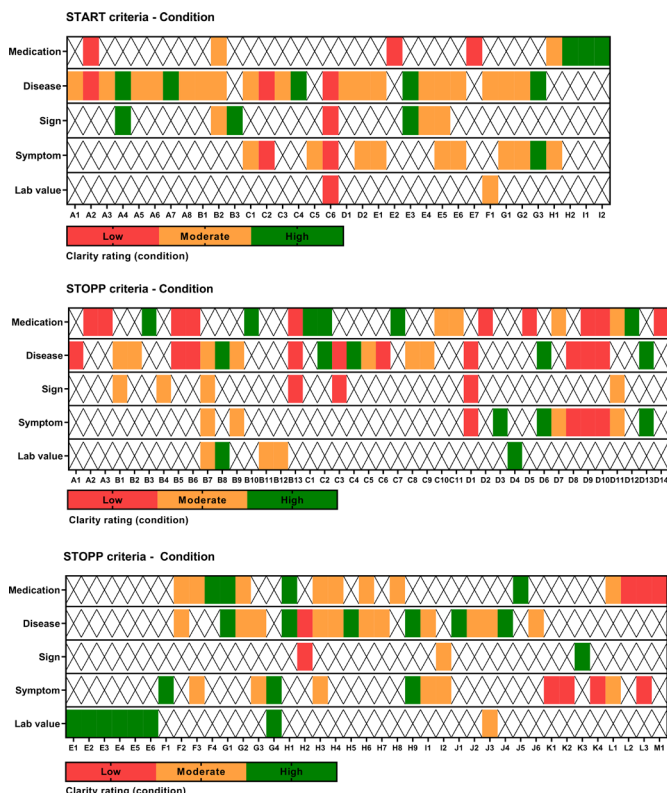 START criteria - Condition
Medication
Disease
Sign
Symptom
Lab value
A1 A2 A3 A4 A5 A6 A7 A8 B1 B2 B3 C1 C2 C3 C4 C5 C6 D1 D2 E1 E2 E3 E4 E5 E6 E7 F1 G1 G2 G3 H1 H2 I1 I2
Low Moderate High
Clarity rating (condition)
STOPP criteria - Condition
Medication
Disease
Sign
Symptom
Lab value
A1 A2 A3 B1 B2 B3 B4 B5 B6 B7 B8 B9 B10 B11 B12 B13 C1 C2 C3 C4 C5 C6 C7 C8 C9 C10 C11 D1 D2 D3 D4 D5 D6 D7 D8 D9 D10 D11 D12 D13 D14
Low Moderate High
Clarity rating (condition)
STOPP criteria - Condition
Medication
Disease
Sign
Symptom
Lab value
E1 E2 E3 E4 E5 E6 F1 F2 F3 F4 G1 G2 G3 G4 H1 H2 H3 H4 H5 H6 H7 H8 H9 I1 I2 J1 J2 J3 J4 J5 J6 K1 K2 K3 K4 L1 L2 L3 M1
Low Moderate High
Clarity rating (condition)